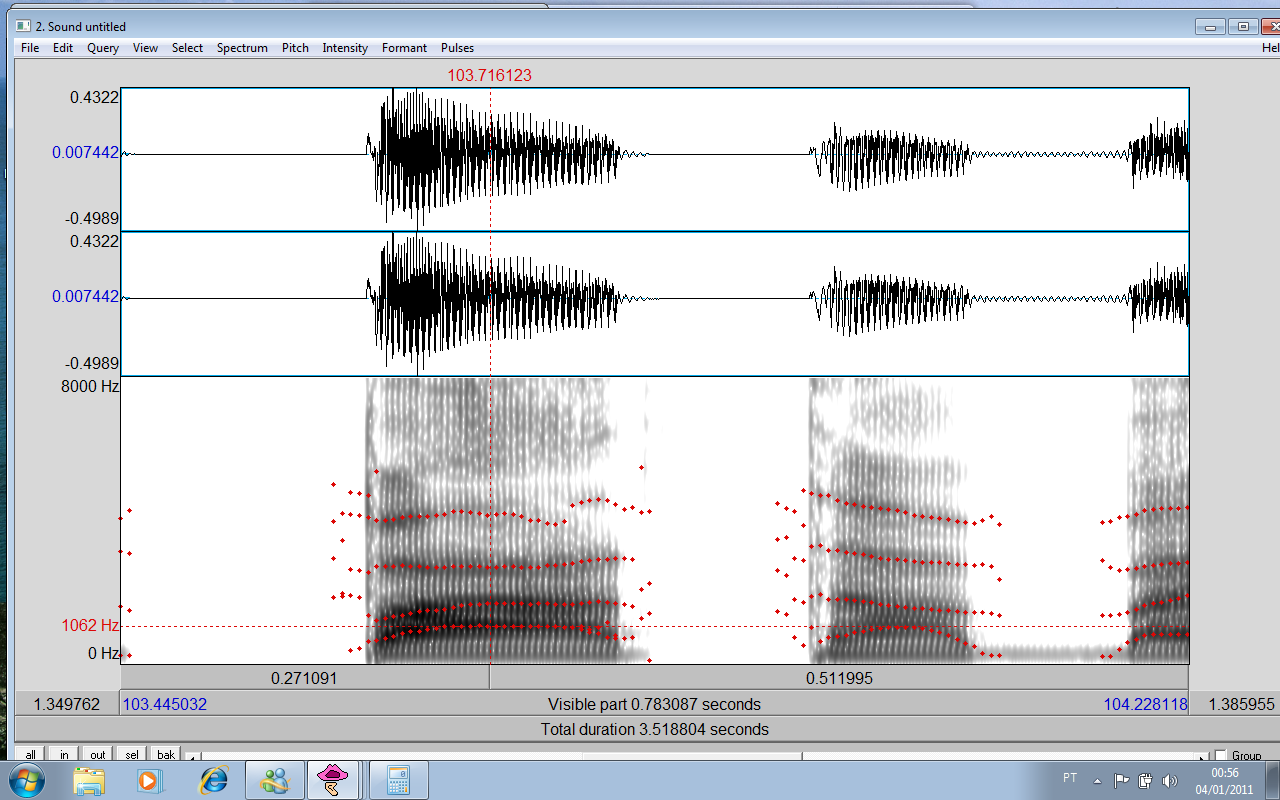 2. Sound untitled
File Edit Query View Select Spectrum Pitch Intensity Formant Pulses Hel
103.716123
0.4322
0.007442
-0.4989
0.4322
0.007442
-0.4989
8000 Hz
1062 Hz
0 Hz
0.271091 0.511995
1.349762 103.445032 Visible part 0.783087 seconds 104.228118 1.385955
Total duration 3.518804 seconds
all in out sel bak Group
PT 00:56
04/01/2011